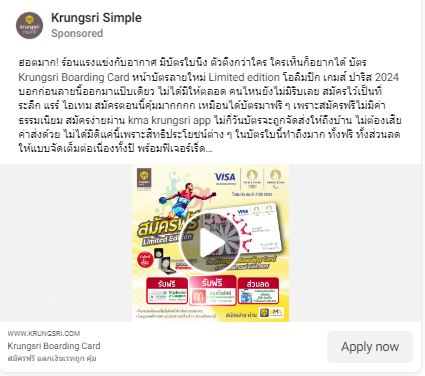 Krungsri Simple
Sponsored
ฮอตมาก! ร้อนแรงแข่งกับอากาศ มีบัตรใบนึง ตัวตึงกว่าใคร ใครเห็นก็อยากได้ บัตร
Krungsri Boarding Card หน้าบัตรลายใหม่ Limited edition โอลิมปิก เกมส์ ปารีส 2024
บอกก่อนลายนี้ออกมาแป๊บเดียว ไม่ได้มีให้ตลอด คนไหนยังไม่มีรีบเลย สมัครไว้เป็นที่
ระลึก แรร์ ไอเทม สมัครตอนนี้คุ้มมากกกก เหมือนได้บัตรมาฟรี ๆ เพราะสมัครฟรีไม่มีค่า
ธรรมเนียม สมัครง่ายผ่าน kma krungsri app ไม่กี่วันบัตรจะถูกจัดส่งให้ถึงบ้าน ไม่ต้องเสีย
ค่าส่งด้วย ไม่ได้มีดีแค่นี้เพราะสิทธิประโยชน์ต่าง ๆ ในบัตรใบนี้ทำถึงมาก ทั้งฟรี ทั้งส่วนลด
ให้แบบจัดเต็มต่อเนื่องทั้งปี พร้อมฟีเจอร์เร็ด...
VISA
สมัครฟรี
Limited Edition
Boarding Card
รับฟรี
รับฟรี
ส่วนลด
สมัครง่าย ผ่าน
WWW.KRUNGSRI.COM
Krungsri Boarding Card
สมัครฟรี แลกเงินเรทถูก คุ้ม
Apply now